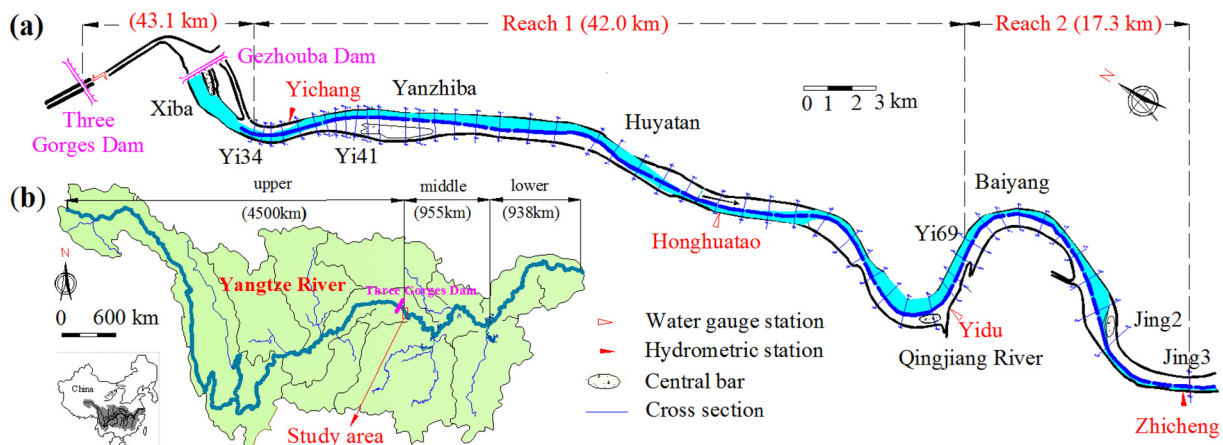 (a)
(43.1 km)
Reach 1 (42.0 km)
Reach 2 (17.3 km)
Gezhouba Dam
Three
Gorges Dam
Xiba
Yichang
Yanzhiba
Yi34
Yi41
Huyatan
0 1 2 3 km
N
Honghuatao
Baiyang
Yi69
Yidu
Qingjiang River
Jing2
Jing3
Zhicheng
(b)
upper
middle
lower
(4500km)
(955km)
(938km)
N
0 600 km
Yangtze River
Three Gorges Dam
China
Study area
Water gauge station
Hydrometric station
Central bar
Cross section